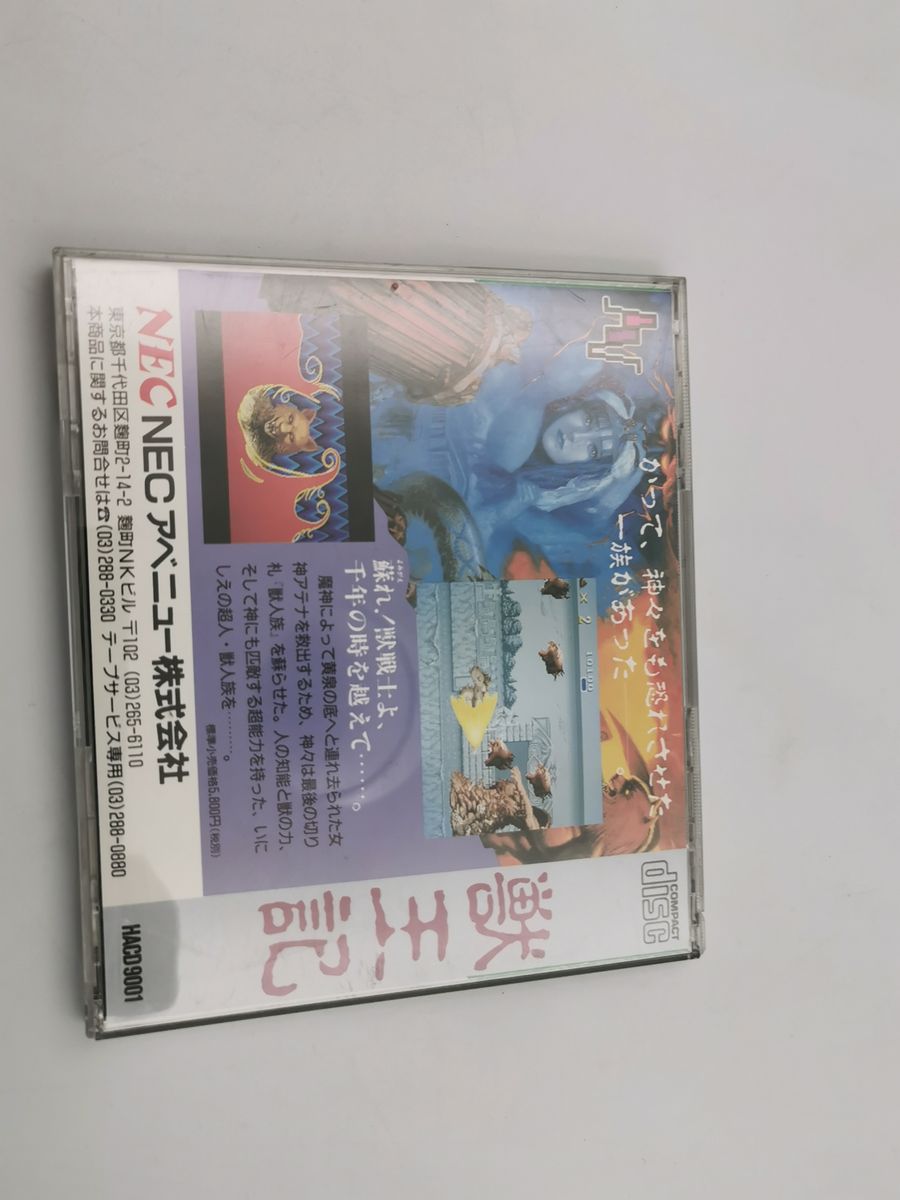 かつて、神々をも恐れさせた
一族があった——。
COMPACT
disc
獣王記
×2
蘇れ!獣戦士よ、
よみがえ
千年の時を越えて……。
魔神によって黄泉の底へと連れ去られた女
神アテナを救出するため、神々は最後の切り
札『獣人族』を蘇らせた。人の知能と獣の力、
そして神にも匹敵する超能力を持った、いに
しえの超人・獣人族を………。
標準小売価格5,800円(税別)
NEC NECアベニュー株式会社
東京都千代田区麹町2-14-2 麹町NKビル 〒102 (03)265-6110
本商品に関するお問合せは☎(03)288-0330 テープサービス専用(03)288-0880
HACD9001